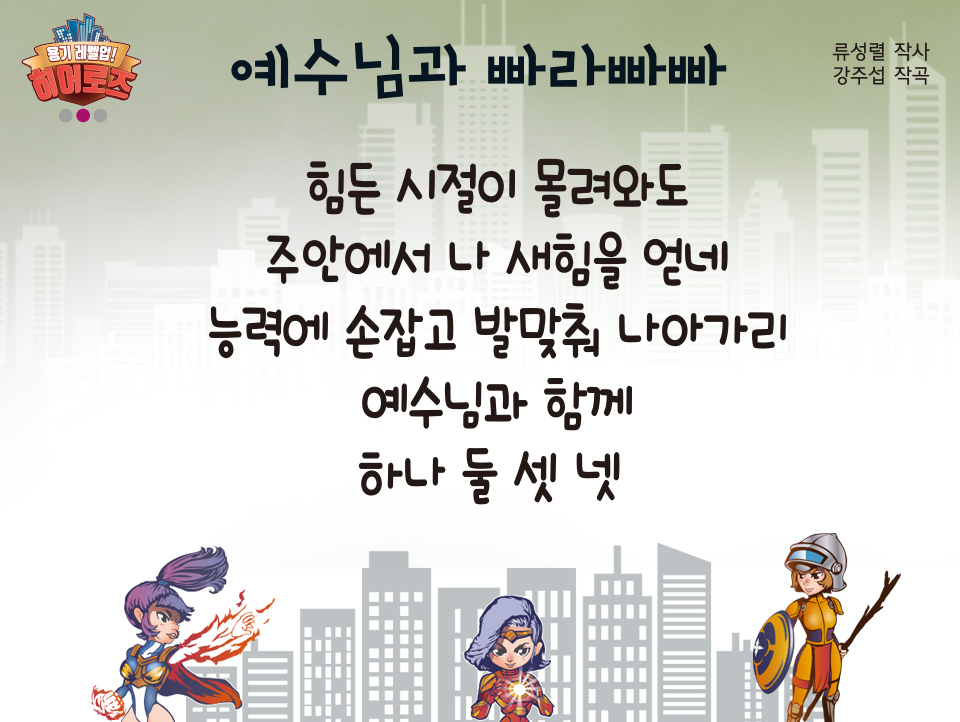 용기 레벨업!
히어로즈
예수님과 빠라빠빠
류성렬 작사
강주섭 작곡
힘든 시절이 몰려와도
주안에서 나 새힘을 얻네
능력에 손잡고 발맞춰 나아가리
예수님과 함께
하나 둘 셋 넷